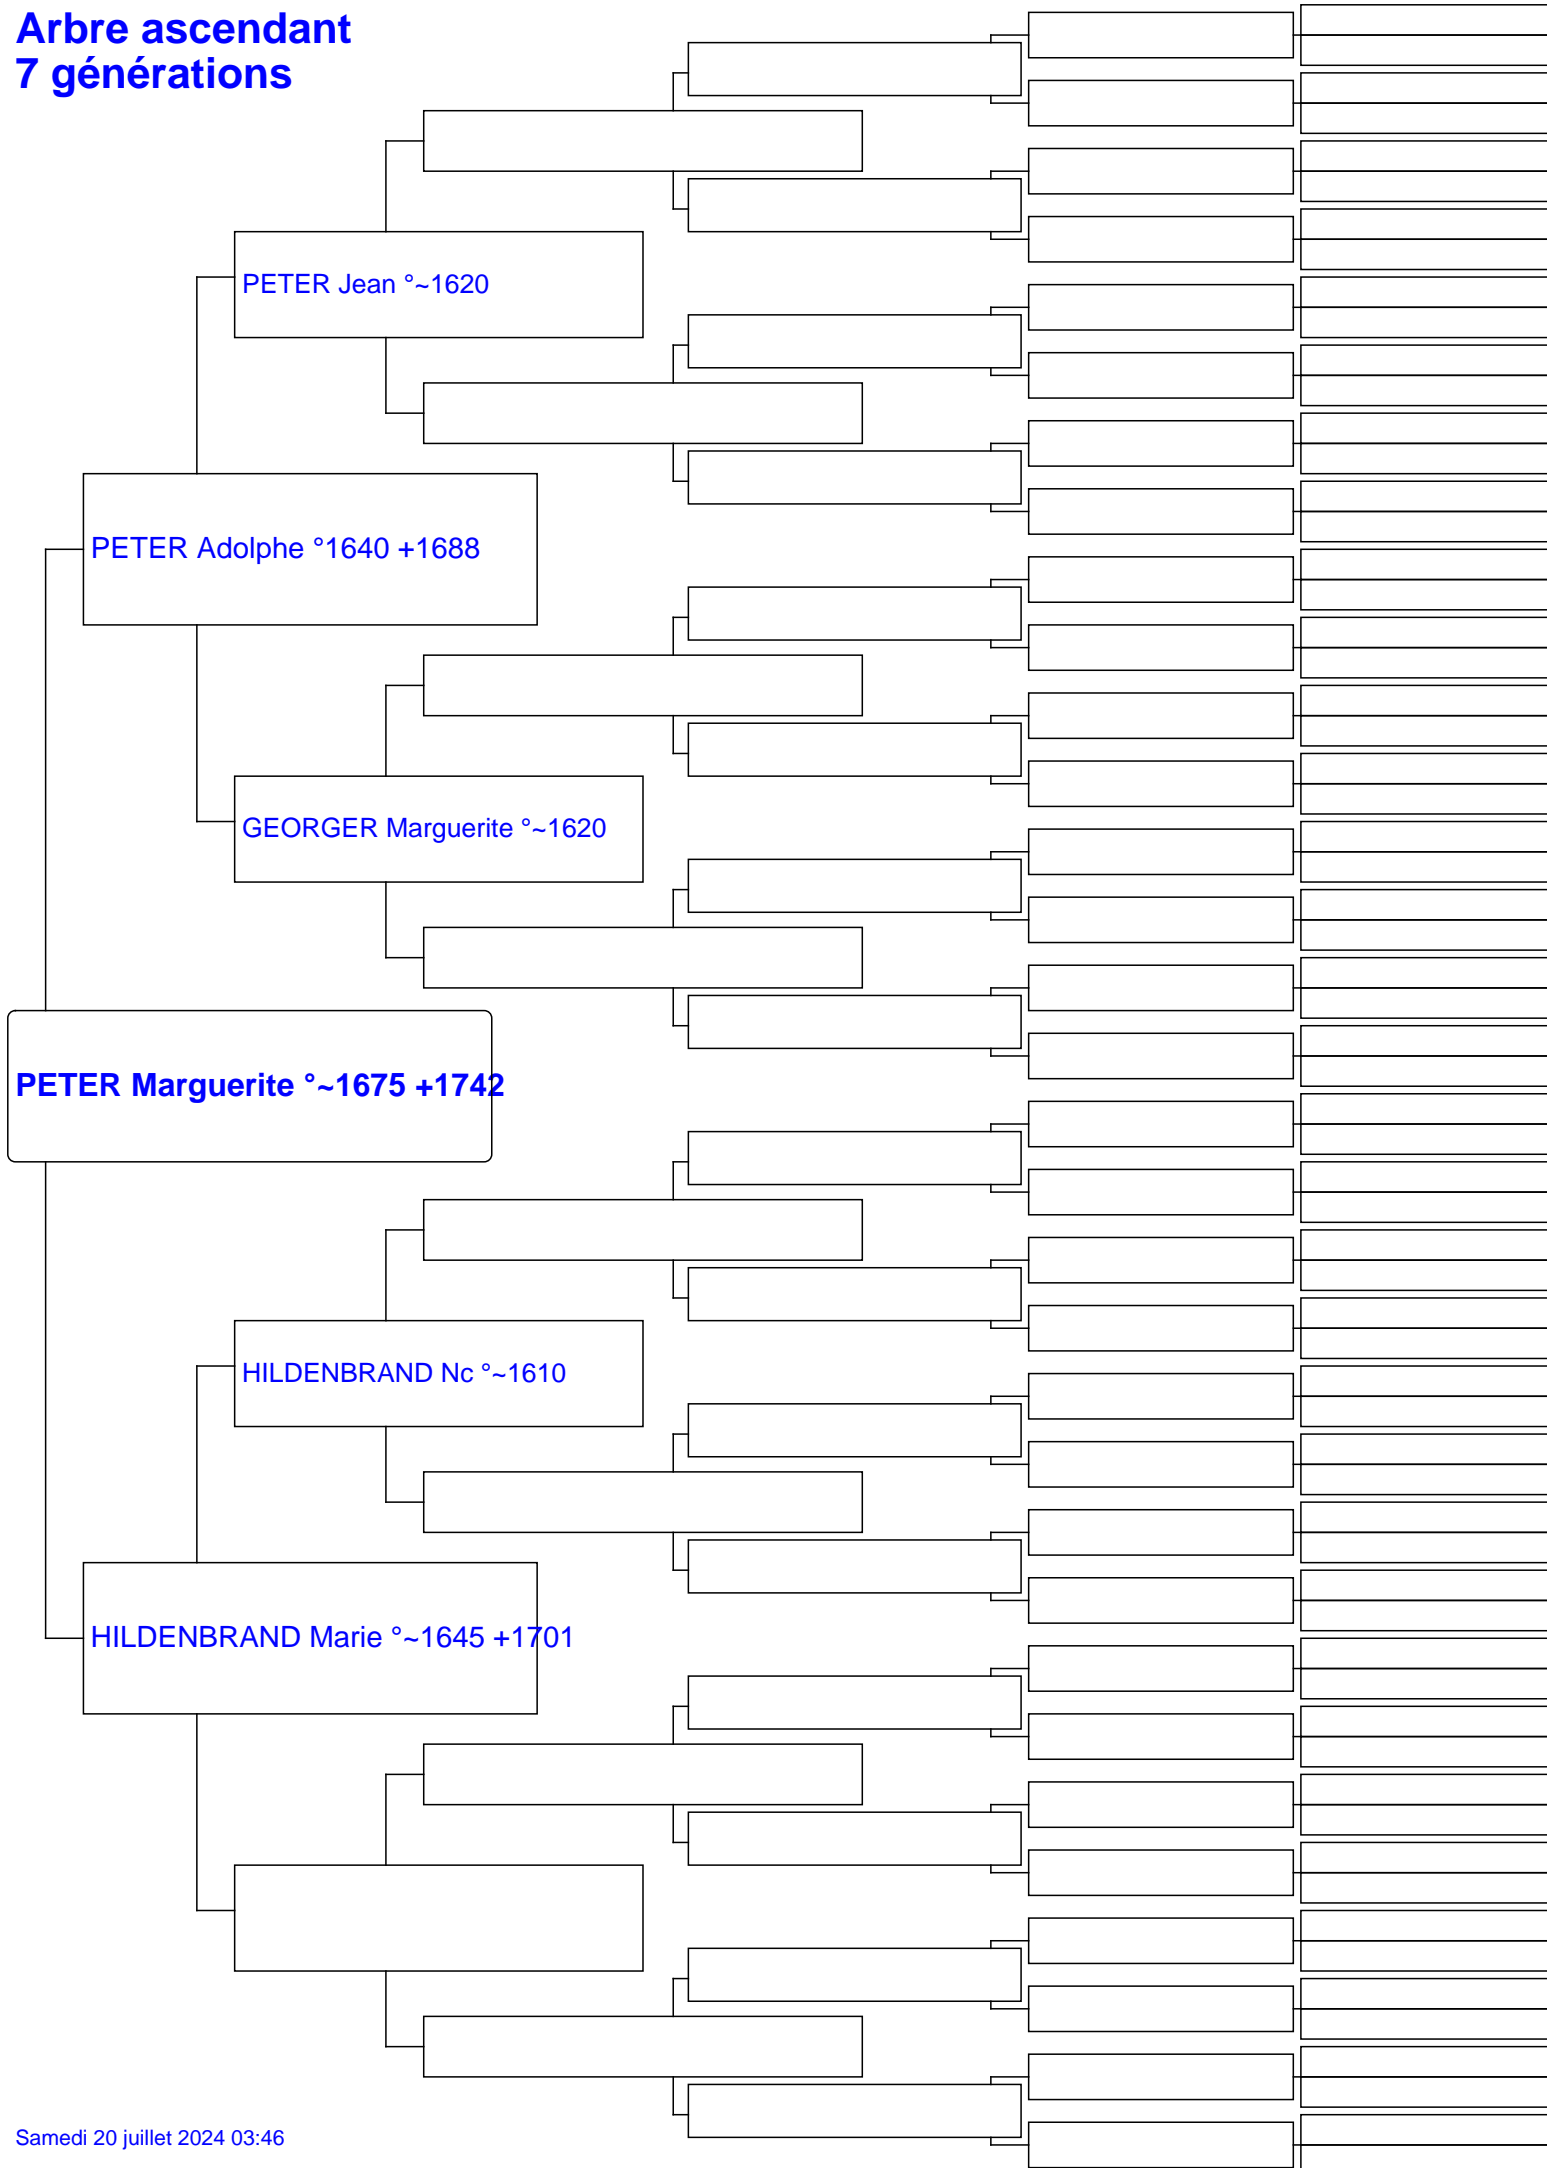 Arbre ascendant
7 générations
PETER Jean °~1620
PETER Adolphe °1640 +1688
GEORGER Marguerite °~1620
PETER Marguerite °~1675 +1742
HILDENBRAND Nc °~1610
HILDENBRAND Marie °~1645 +1701
Samedi 20 juillet 2024 03:46